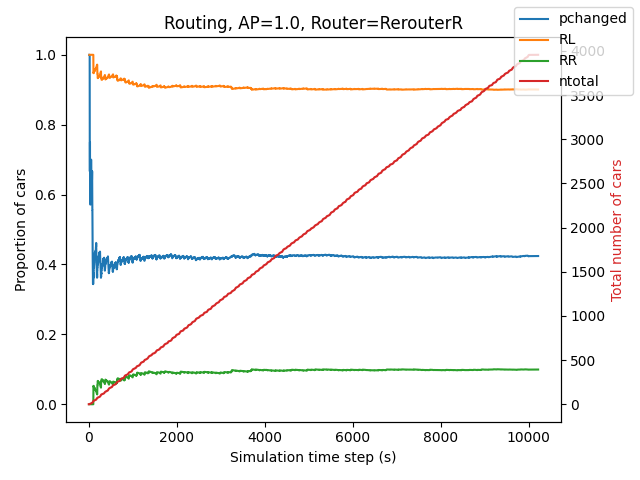 Routing, AP=1.0, Router=RerouterR
pchanged
RL
RR
ntotal
1.0
0.8
0.6
0.4
0.2
0.0
Proportion of cars
4000
3500
3000
2500
2000
1500
1000
500
0
Total number of cars
0
2000
4000
6000
8000
10000
Simulation time step (s)